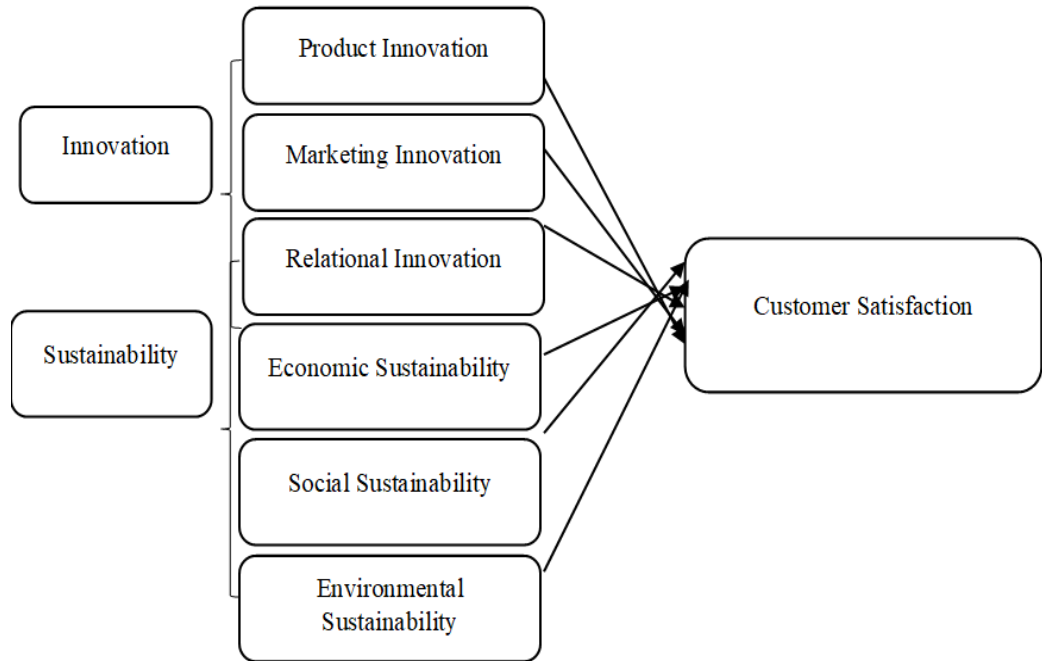 Innovation
Sustainability
Product Innovation
Marketing Innovation
Relational Innovation
Economic Sustainability
Social Sustainability
Environmental
Sustainability
Customer Satisfaction